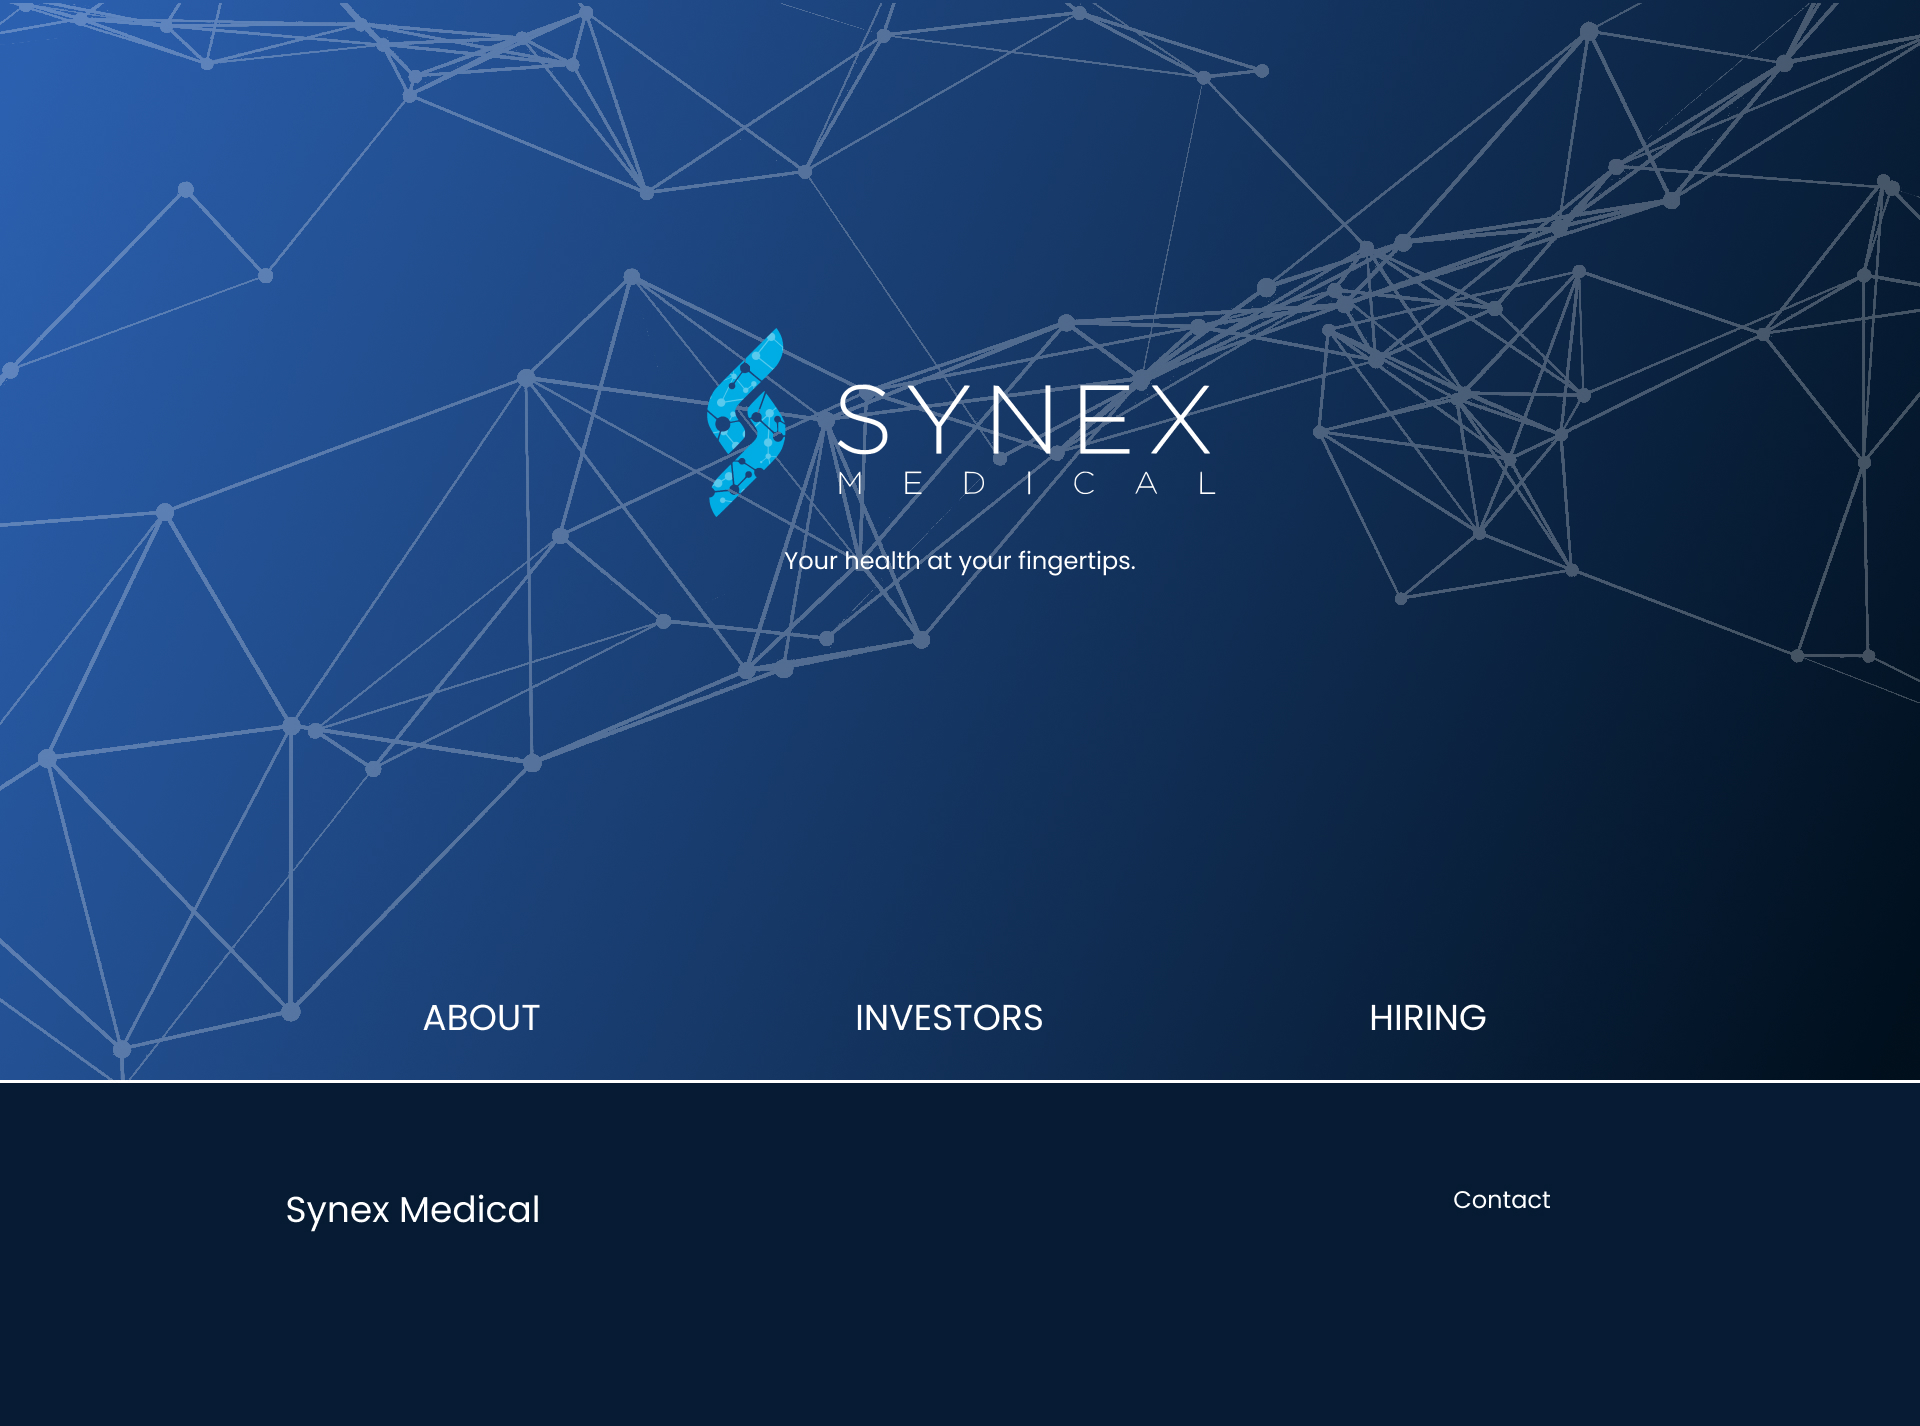 SYNEX
MEDICAL
Your health at your fingertips.
ABOUT
INVESTORS
HIRING
Synex Medical
Contact